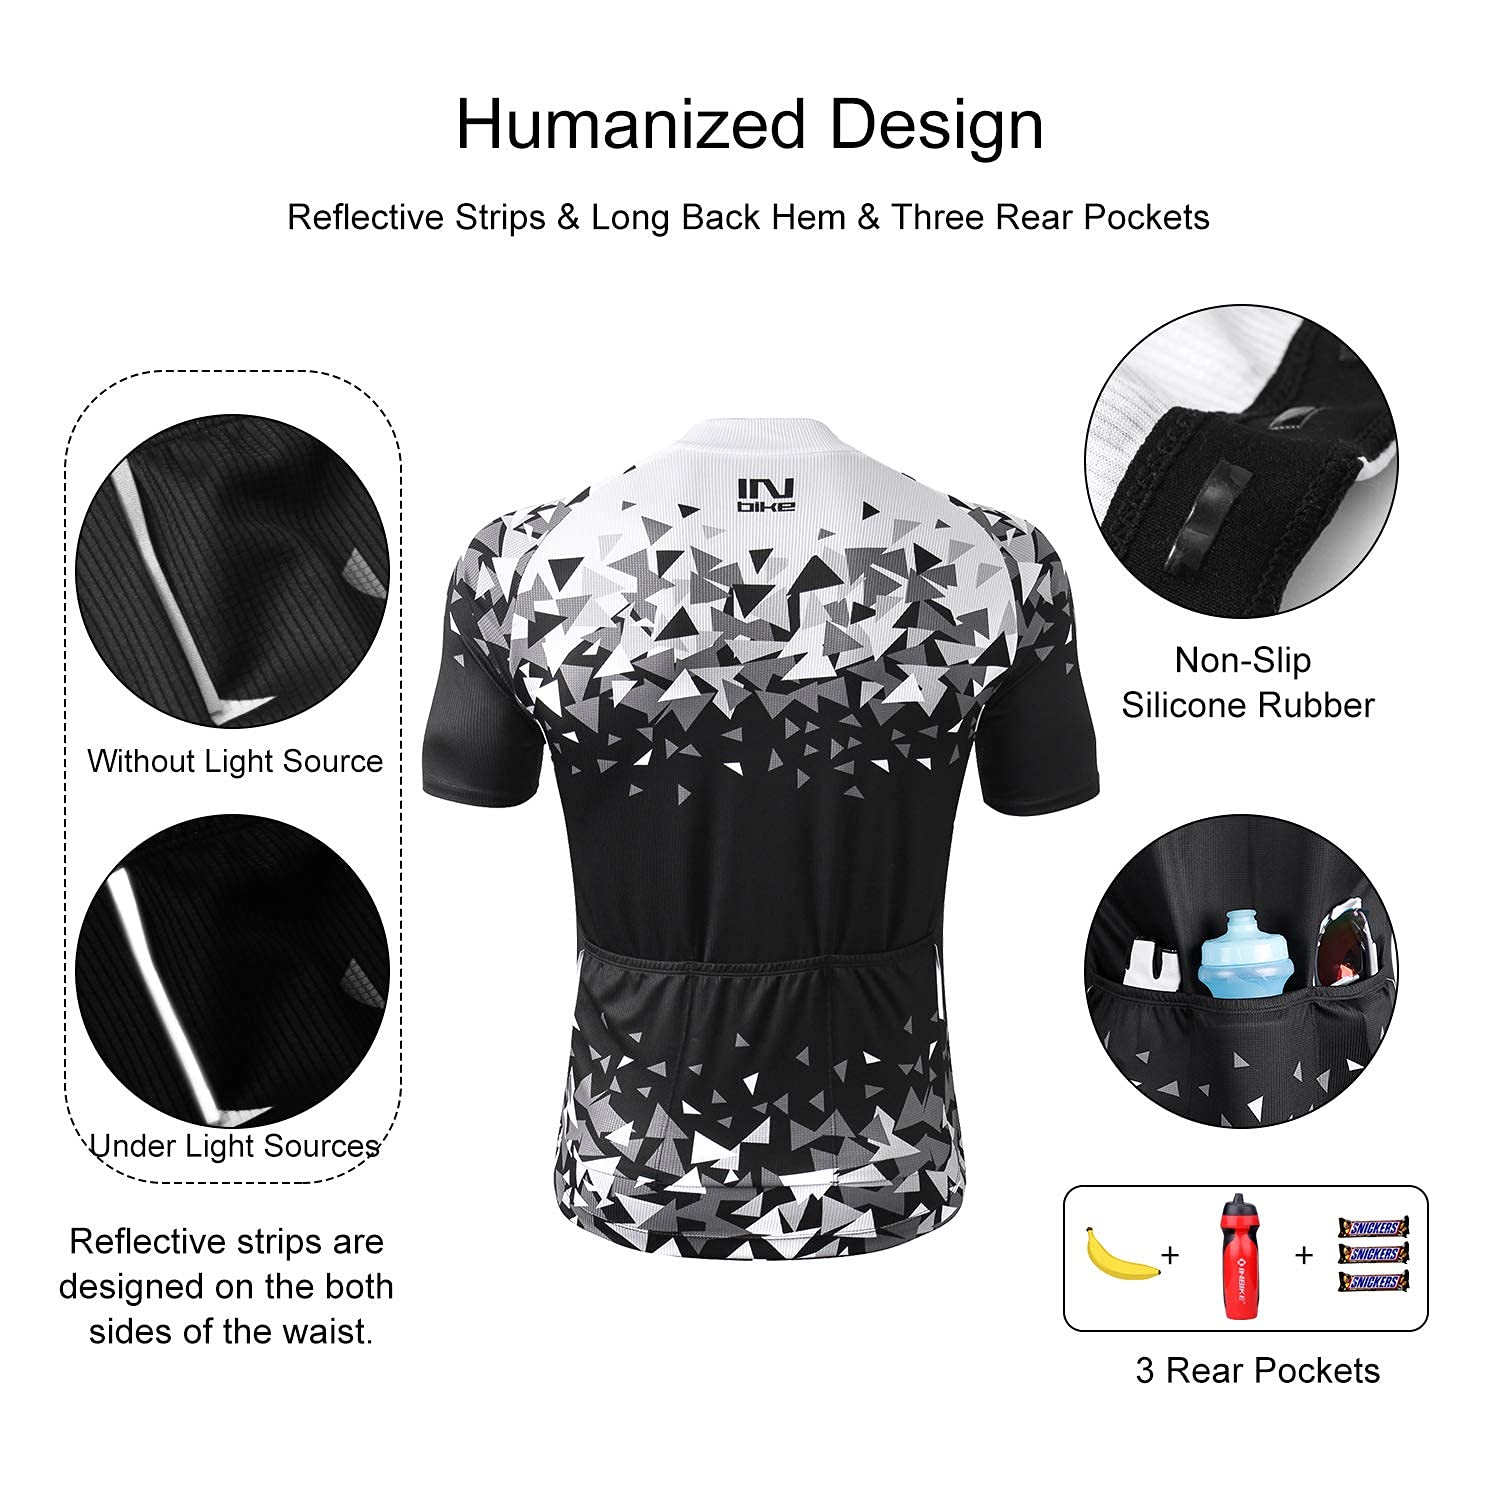 Humanized Design
Reflective Strips & Long Back Hem & Three Rear Pockets
IN
bike
Without Light Source
Under Light Sources
Reflective strips are
designed on the both
sides of the waist.
Non-Slip
Silicone Rubber
INBIKE
SNICKERS
SNICKERS
SNICKERS
+
+
3 Rear Pockets